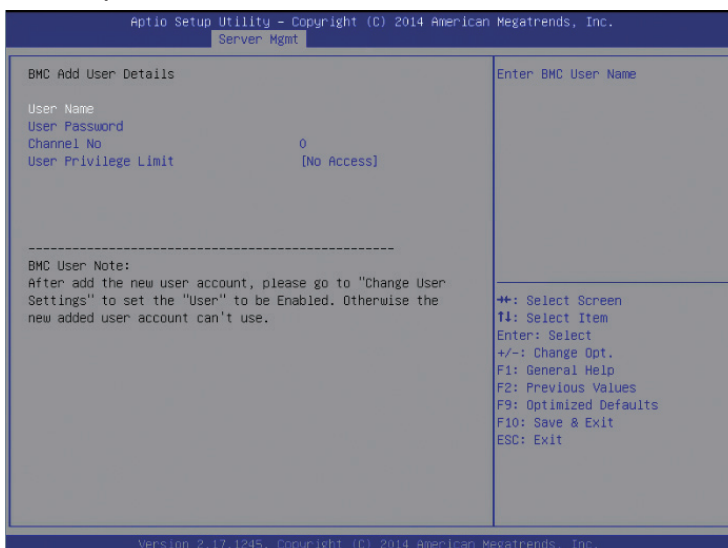 Aptio Setup Utility – Copyright (C) 2014 American Megatrends, Inc.
Server Mgmt
BMC Add User Details
User Name
User Password
Channel No 0
User Privilege Limit [No Access]
------------------------------------------------
BMC User Note:
After add the new user account, please go to "Change User
Settings" to set the "User" to be Enabled. Otherwise the
new added user account can't use.
Enter BMC User Name
→←: Select Screen
↑↓: Select Item
Enter: Select
+/-: Change Opt.
F1: General Help
F2: Previous Values
F9: Optimized Defaults
F10: Save & Exit
ESC: Exit
Version 2.17.1245. Copyright (C) 2014 American Megatrends, Inc.